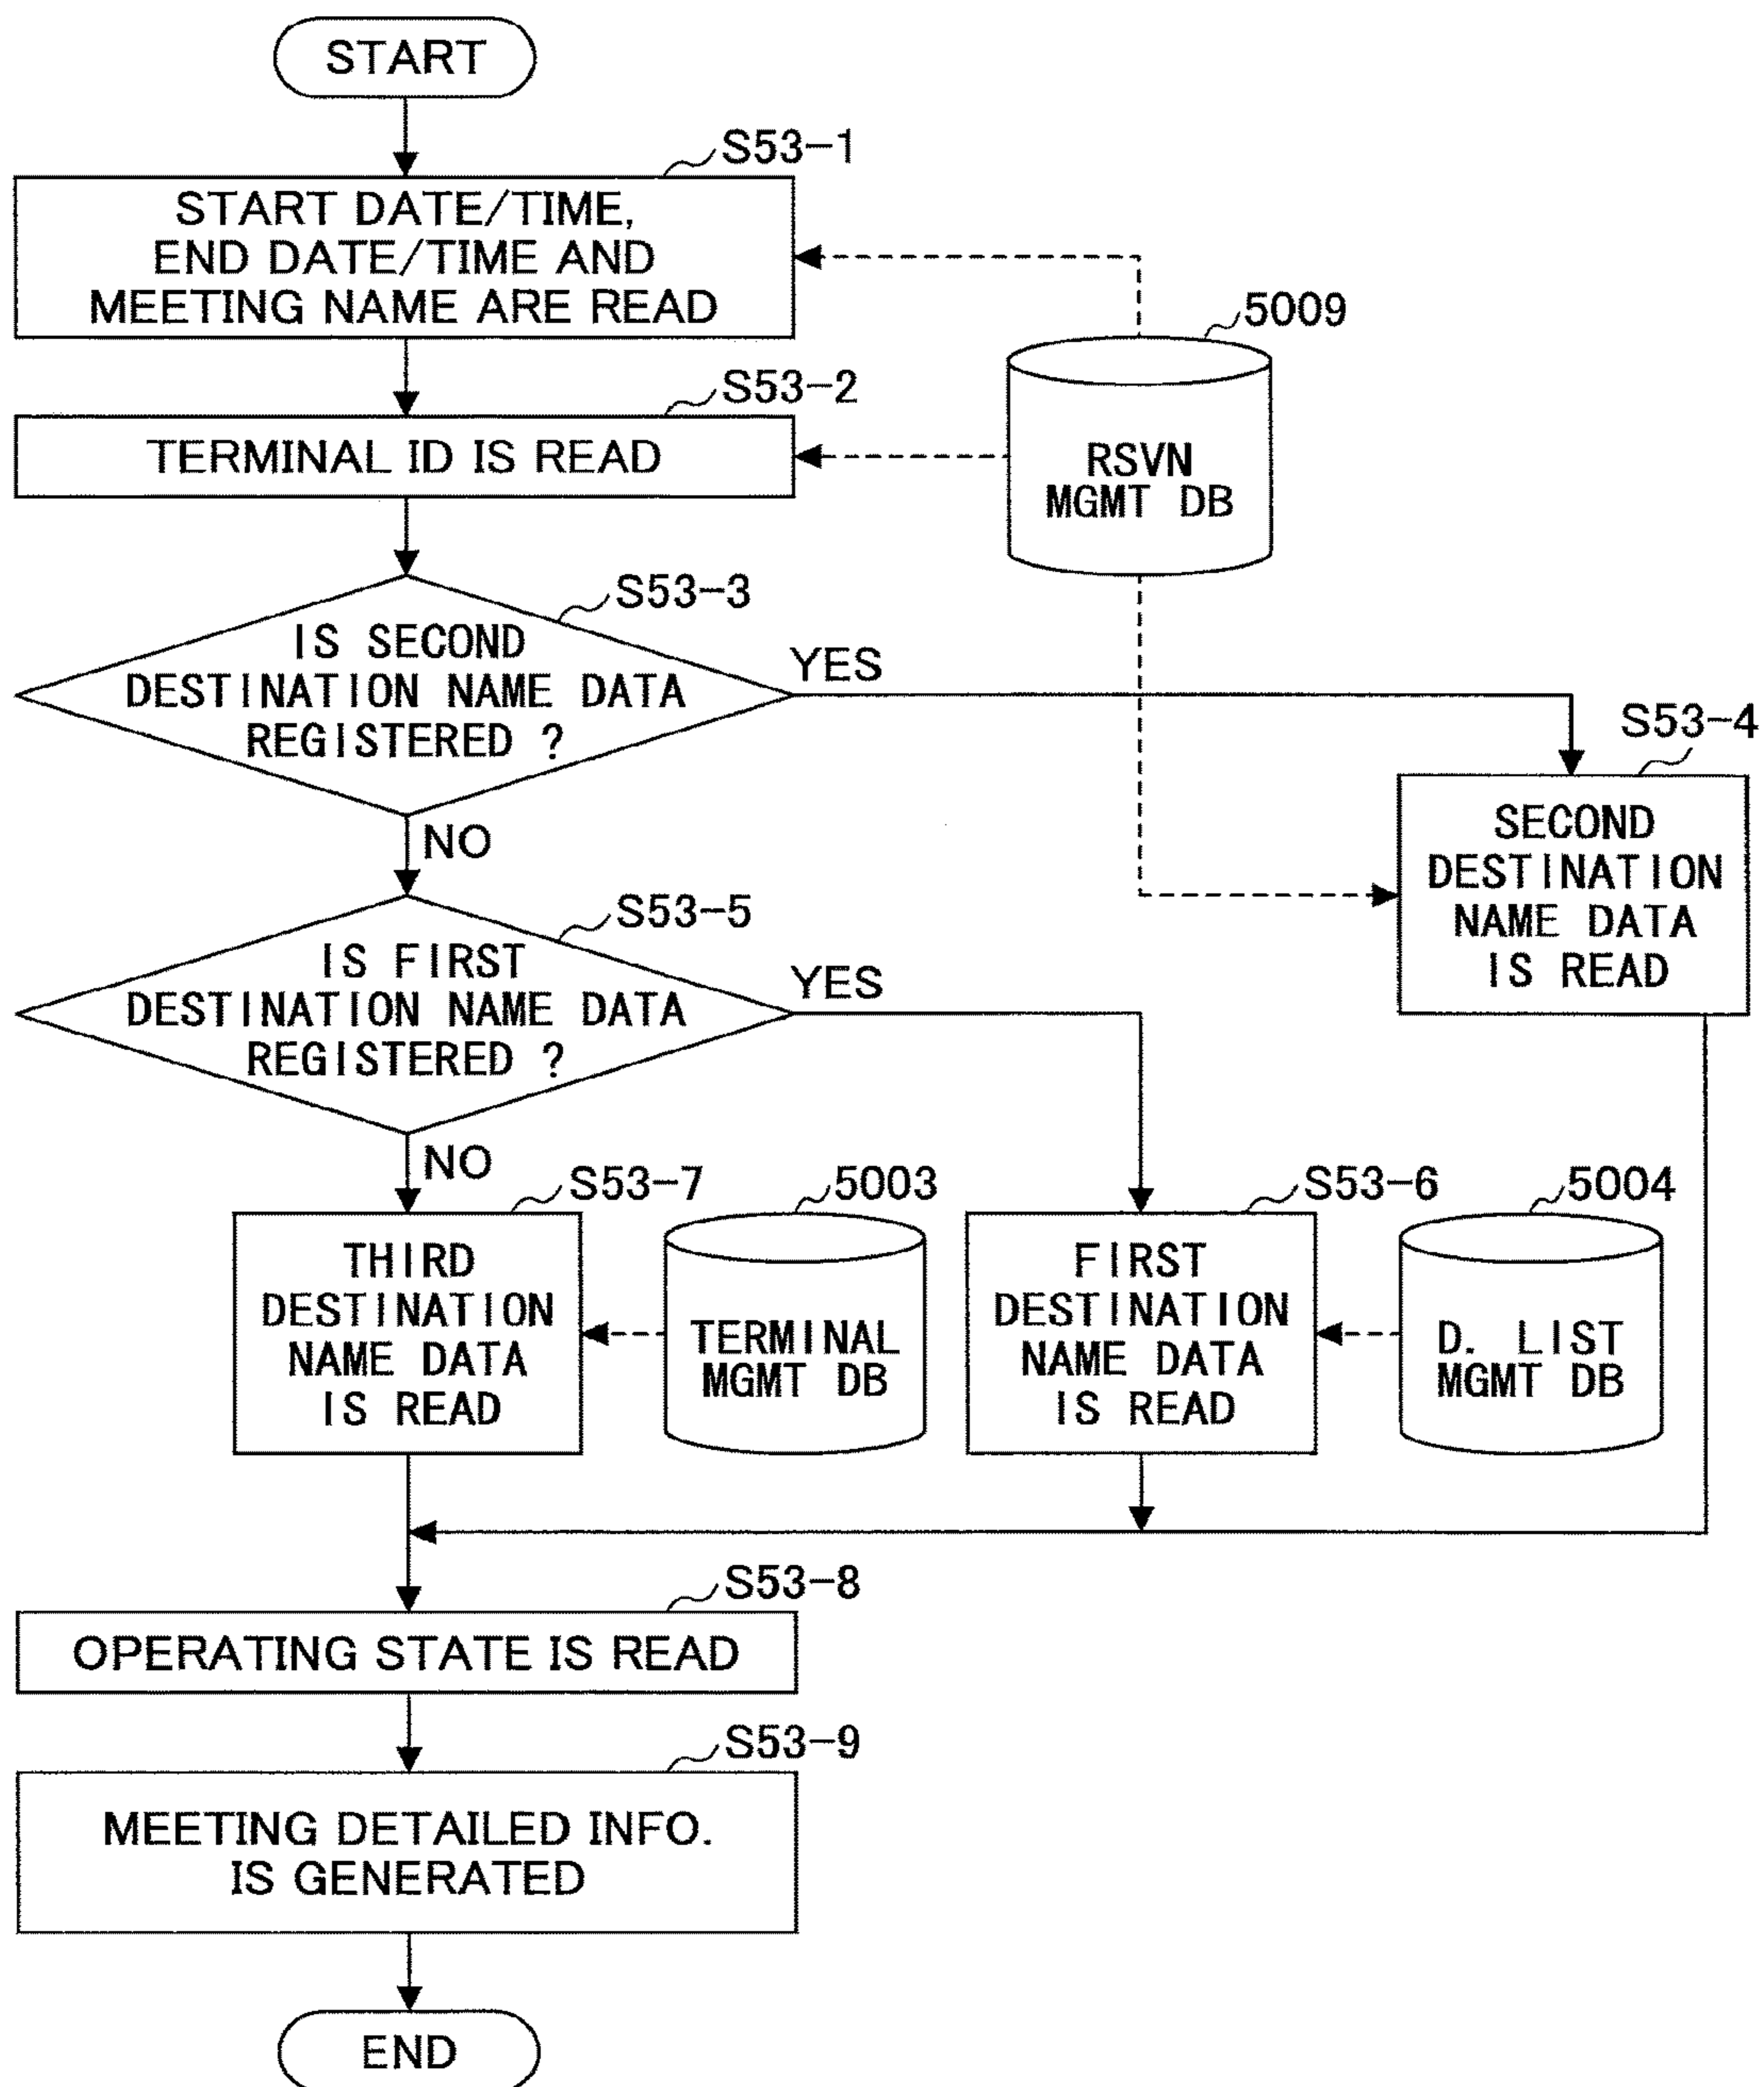 START
S53-1
START DATE/TIME,
END DATE/TIME AND
MEETING NAME ARE READ
5009
RSVN
MGMT DB
S53-2
TERMINAL ID IS READ
S53-3
IS SECOND
DESTINATION NAME DATA
REGISTERED ?
YES
NO
S53-4
SECOND
DESTINATION
NAME DATA
IS READ
S53-5
IS FIRST
DESTINATION NAME DATA
REGISTERED ?
YES
NO
S53-7
THIRD
DESTINATION
NAME DATA
IS READ
5003
TERMINAL
MGMT DB
S53-6
FIRST
DESTINATION
NAME DATA
IS READ
5004
D. LIST
MGMT DB
S53-8
OPERATING STATE IS READ
S53-9
MEETING DETAILED INFO.
IS GENERATED
END